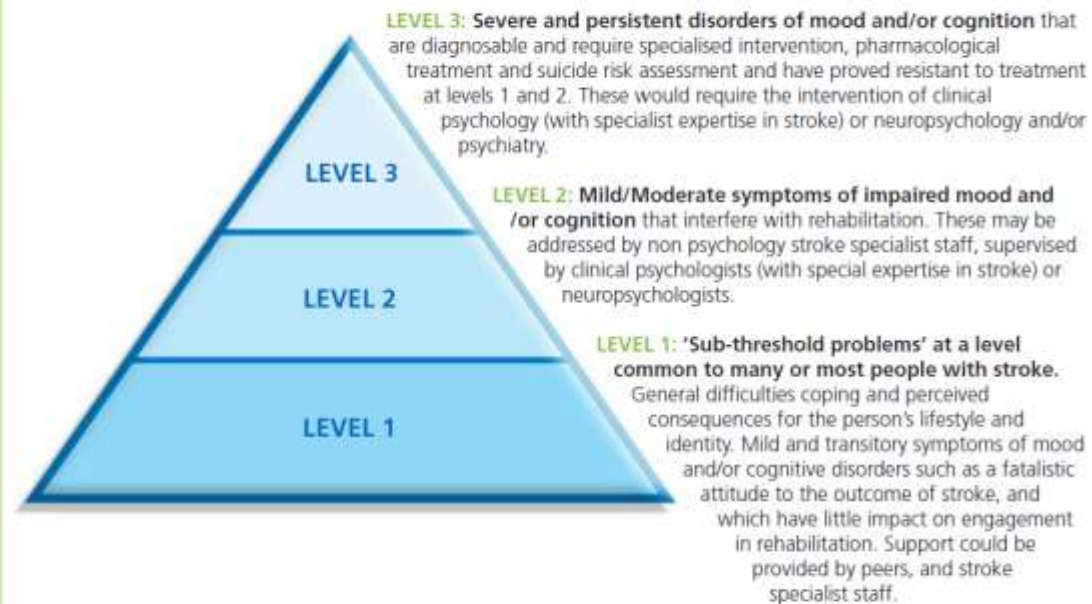 LEVEL 3: Severe and persistent disorders of mood and/or cognition that
are diagnosable and require specialised intervention, pharmacological
treatment and suicide risk assessment and have proved resistant to treatment
at levels 1 and 2. These would require the intervention of clinical
psychology (with specialist expertise in stroke) or neuropsychology and/or
psychiatry.
LEVEL 3
LEVEL 2: Mild/Moderate symptoms of impaired mood and
/or cognition that interfere with rehabilitation. These may be
addressed by non psychology stroke specialist staff, supervised
by clinical psychologists (with special expertise in stroke) or
neuropsychologists.
LEVEL 2
LEVEL 1: 'Sub-threshold problems' at a level
common to many or most people with stroke.
General difficulties coping and perceived
consequences for the person's lifestyle and
identity. Mild and transitory symptoms of mood
and/or cognitive disorders such as a fatalistic
attitude to the outcome of stroke, and
which have little impact on engagement
in rehabilitation. Support could be
provided by peers, and stroke
specialist staff.
LEVEL 1